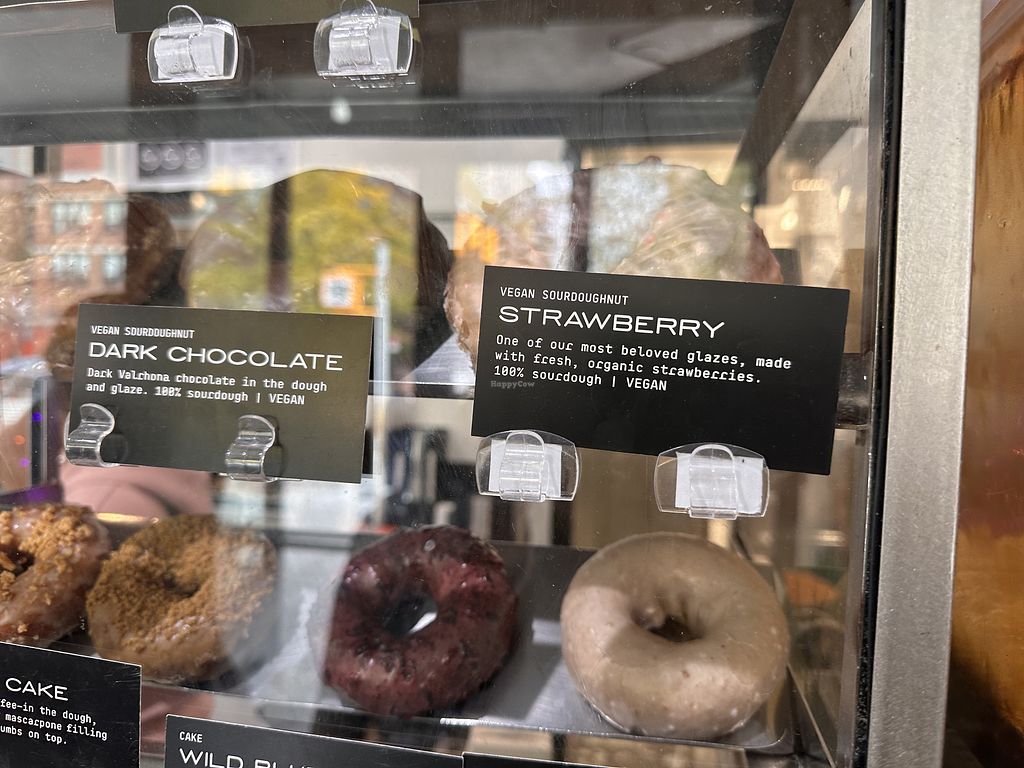 VEGAN SOURDOUGHNUT
DARK CHOCOLATE
Dark Valrhona chocolate in the dough
and glaze. 100% sourdough | VEGAN
VEGAN SOURDOUGHNUT
STRAWBERRY
One of our most beloved glazes, made
with fresh, organic strawberries.
100% sourdough | VEGAN
HappyCow
CAKE
in the dough,
mascarpone filling
on top.
CAKE
WILD